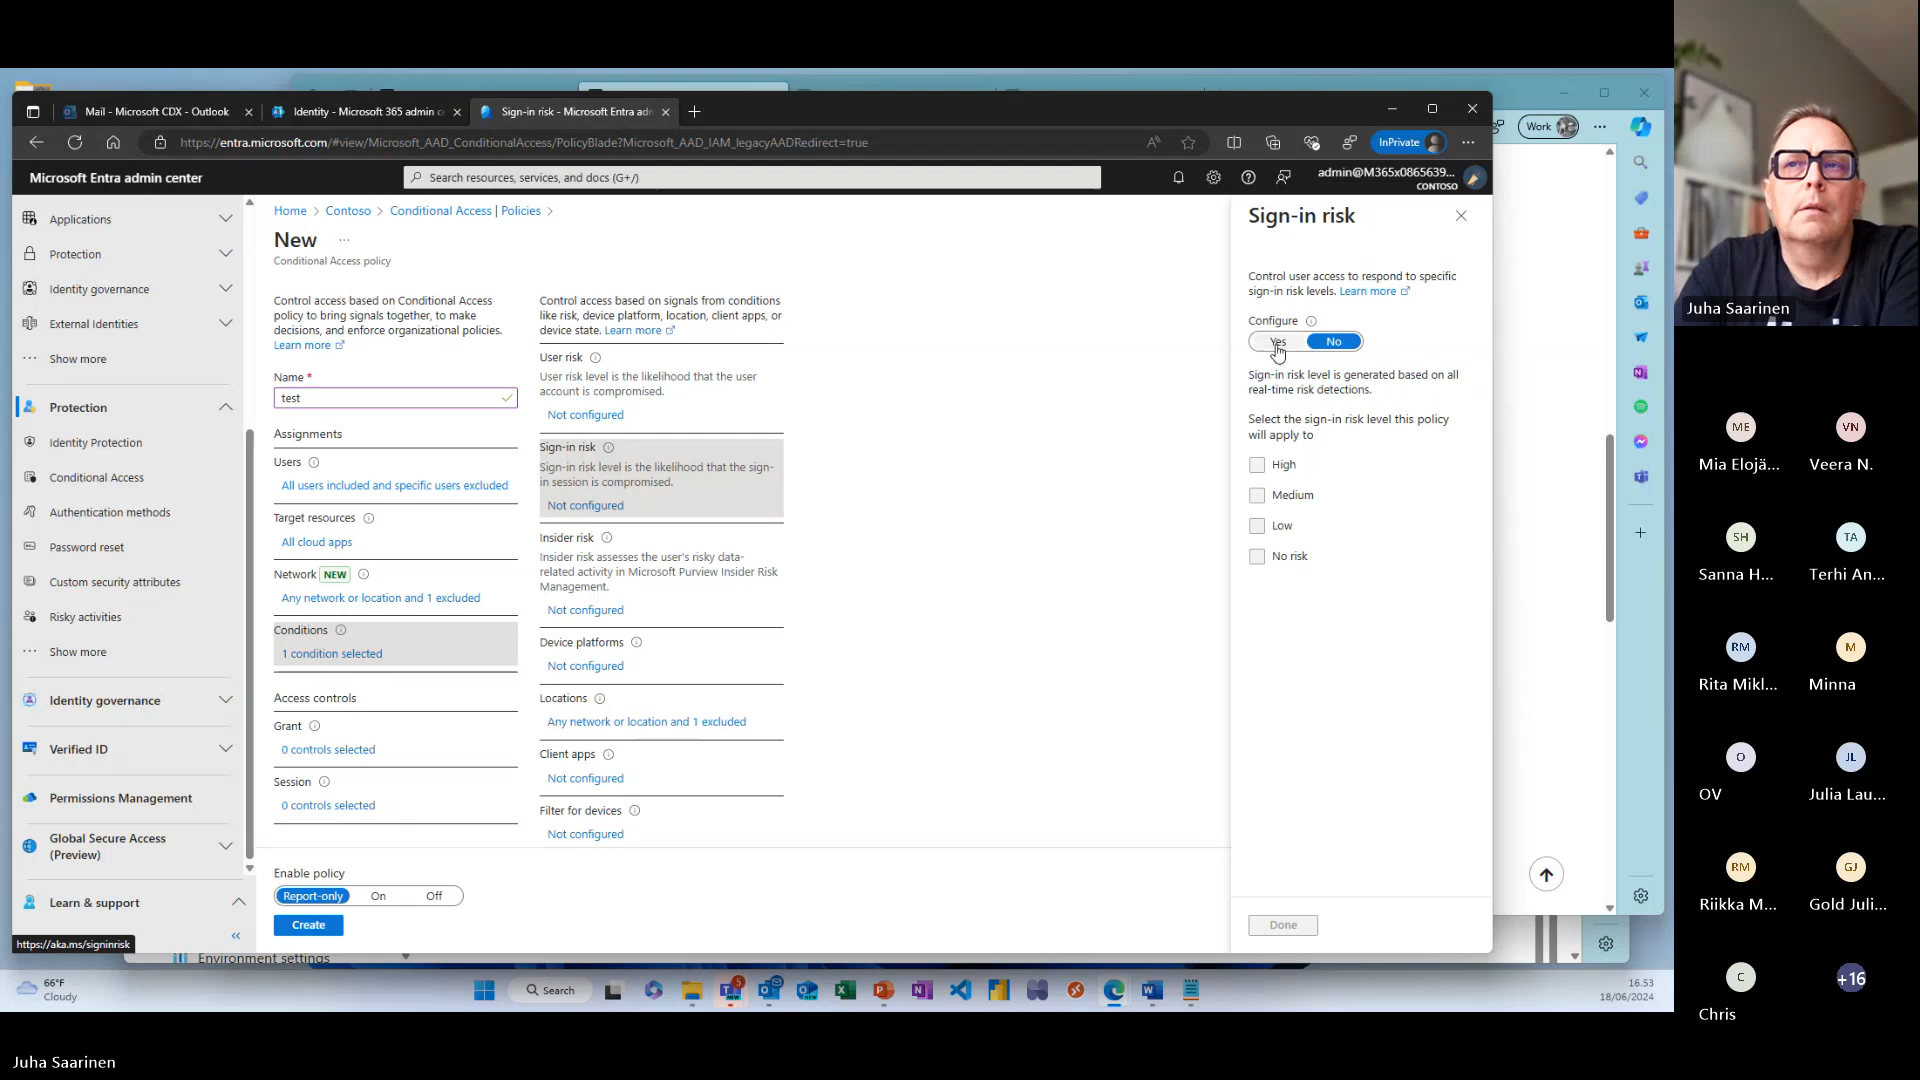 Mail - Microsoft CDX - Outlook
Identity - Microsoft 365 admin c
Sign-in risk - Microsoft Entra adm
Work
https://entra.microsoft.com/#view/Microsoft_AAD_ConditionalAccess/PolicyBlade?Microsoft_AAD_IAM_legacyAADRedirect=true
InPrivate
Microsoft Entra admin center
Search resources, services, and docs (G+/)
admin@M365x0865639...
CONTOSO
Applications
Protection
Identity governance
External Identities
Show more
Protection
Identity Protection
Conditional Access
Authentication methods
Password reset
Custom security attributes
Risky activities
Show more
Identity governance
Verified ID
Permissions Management
Global Secure Access
(Preview)
Learn & support
https://aka.ms/signinrisk
Home > Contoso > Conditional Access | Policies >
New ...
Conditional Access policy
Control access based on Conditional Access
policy to bring signals together, to make
decisions, and enforce organizational policies.
Learn more
Name *
test
Assignments
Users
All users included and specific users excluded
Target resources
All cloud apps
Network NEW
Any network or location and 1 excluded
Conditions
1 condition selected
Access controls
Grant
0 controls selected
Session
0 controls selected
Enable policy
Report-only On Off
Create
Control access based on signals from conditions
like risk, device platform, location, client apps, or
device state. Learn more
User risk
User risk level is the likelihood that the user
account is compromised.
Not configured
Sign-in risk
Sign-in risk level is the likelihood that the sign-
in session is compromised.
Not configured
Insider risk
Insider risk assesses the user's risky data-
related activity in Microsoft Purview Insider Risk
Management.
Not configured
Device platforms
Not configured
Locations
Any network or location and 1 excluded
Client apps
Not configured
Filter for devices
Not configured
Sign-in risk
Control user access to respond to specific
sign-in risk levels. Learn more
Configure
Yes No
Sign-in risk level is generated based on all
real-time risk detections.
Select the sign-in risk level this policy
will apply to
High
Medium
Low
No risk
Done
Environment settings
66°F
Cloudy
Search
16.53
18/06/2024
Juha Saarinen
ME
Mia Elojä...
VN
Veera N.
SH
Sanna H...
TA
Terhi An...
RM
Rita Mikl...
M
Minna
O
OV
JL
Julia Lau...
RM
Riikka M...
GJ
Gold Juli...
C
Chris
+16
Juha Saarinen